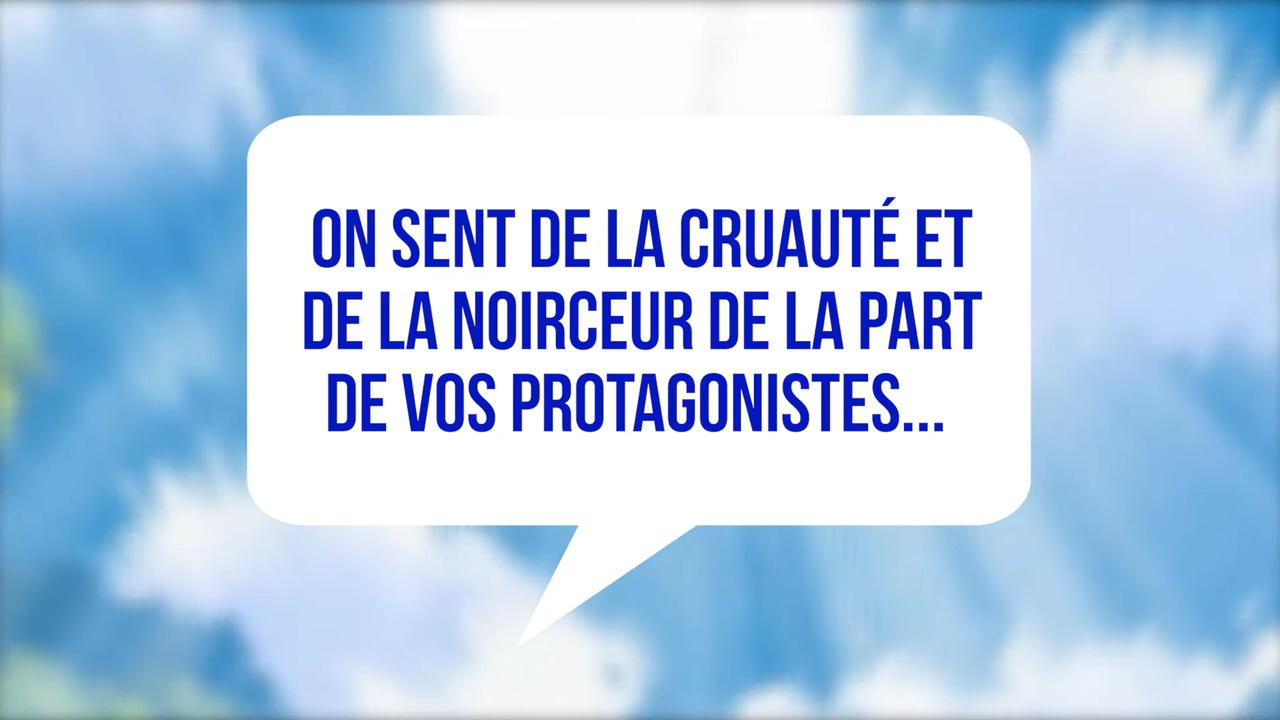 ON SENT DE LA CRUAUTÉ ET
DE LA NOIRCEUR DE LA PART
DE VOS PROTAGONISTES...